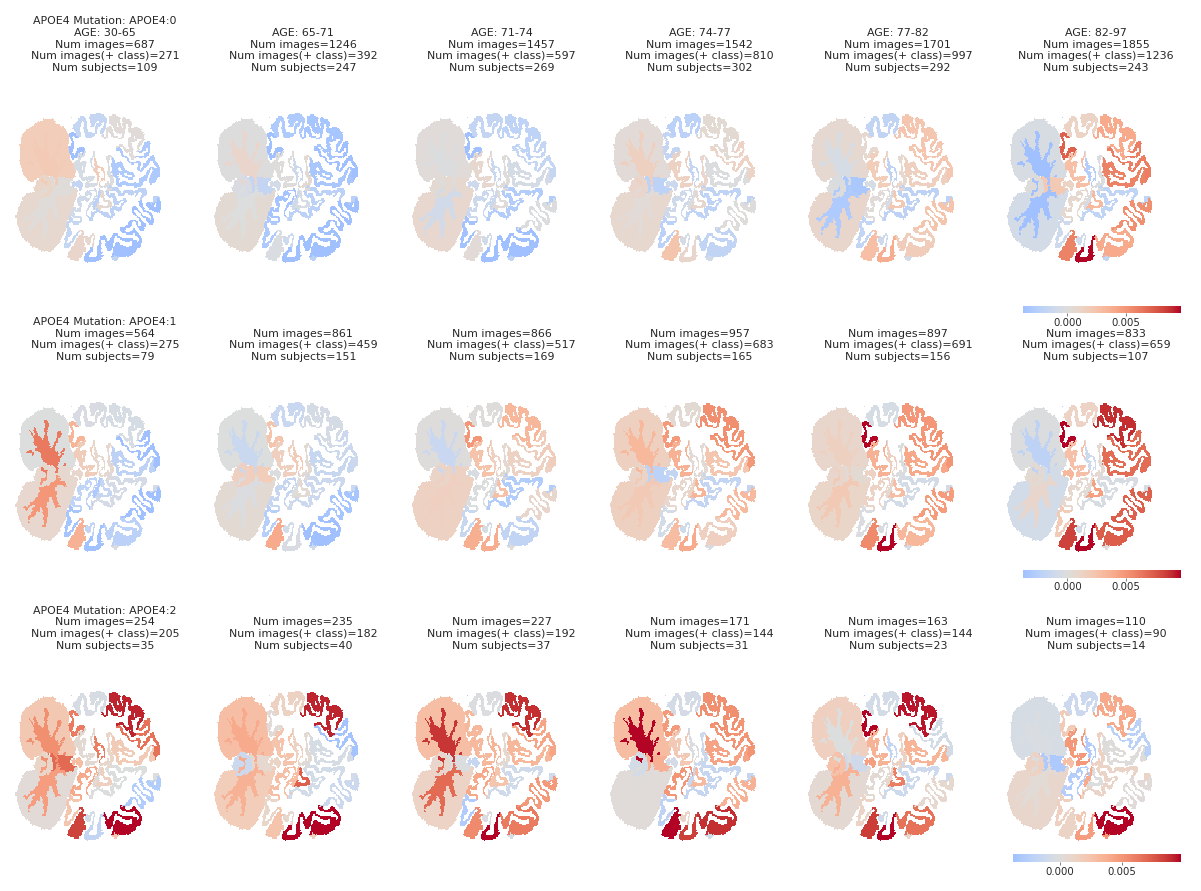 APOE4 Mutation: APOE4:0
AGE: 30-65
Num images=687
Num images(+ class)=271
Num subjects=109
AGE: 65-71
Num images=1246
Num images(+ class)=392
Num subjects=247
AGE: 71-74
Num images=1457
Num images(+ class)=597
Num subjects=269
AGE: 74-77
Num images=1542
Num images(+ class)=810
Num subjects=302
AGE: 77-82
Num images=1701
Num images(+ class)=997
Num subjects=292
AGE: 82-97
Num images=1855
Num images(+ class)=1236
Num subjects=243
0.000 0.005
APOE4 Mutation: APOE4:1
Num images=564
Num images(+ class)=275
Num subjects=79
Num images=861
Num images(+ class)=459
Num subjects=151
Num images=866
Num images(+ class)=517
Num subjects=169
Num images=957
Num images(+ class)=683
Num subjects=165
Num images=897
Num images(+ class)=691
Num subjects=156
Num images=833
Num images(+ class)=659
Num subjects=107
0.000 0.005
APOE4 Mutation: APOE4:2
Num images=254
Num images(+ class)=205
Num subjects=35
Num images=235
Num images(+ class)=182
Num subjects=40
Num images=227
Num images(+ class)=192
Num subjects=37
Num images=171
Num images(+ class)=144
Num subjects=31
Num images=163
Num images(+ class)=144
Num subjects=23
Num images=110
Num images(+ class)=90
Num subjects=14
0.000 0.005